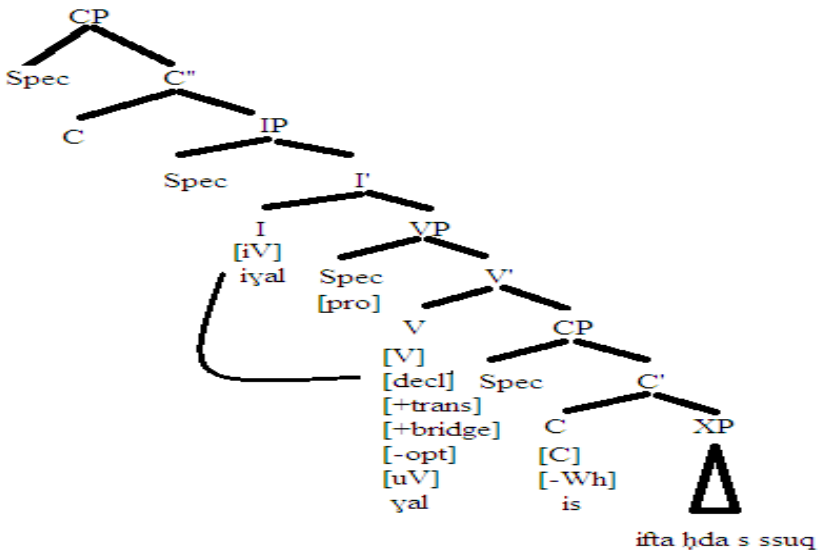 CP
Spec
C"
C
IP
Spec
I'
I
VP
[iV]
iɣal
Spec
[pro]
V'
V
CP
[V]
[decl]
[+trans]
[+bridge]
[-opt]
[uV]
ɣal
Spec
C'
C
XP
[C]
[-Wh]
is
ifta ḥda s ssuq